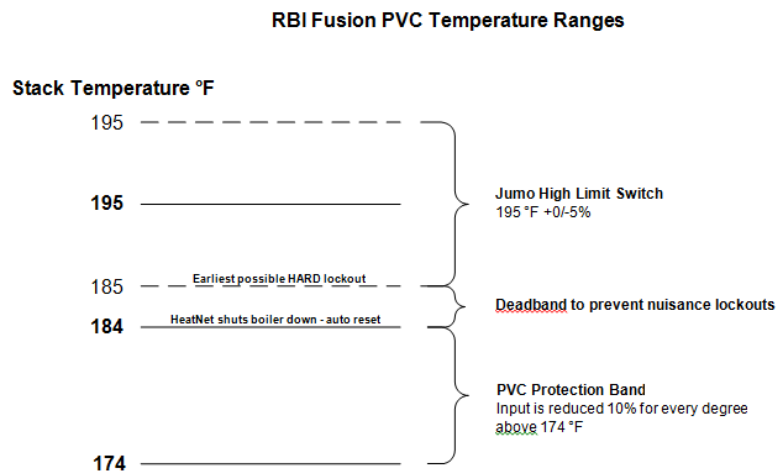 RBI Fusion PVC Temperature Ranges
Stack Temperature °F
195
195
Jumo High Limit Switch
195 °F +0/-5%
185
Earliest possible HARD lockout
Deadband to prevent nuisance lockouts
184
HeatNet shuts boiler down - auto reset
PVC Protection Band
Input is reduced 10% for every degree
above 174 °F
174